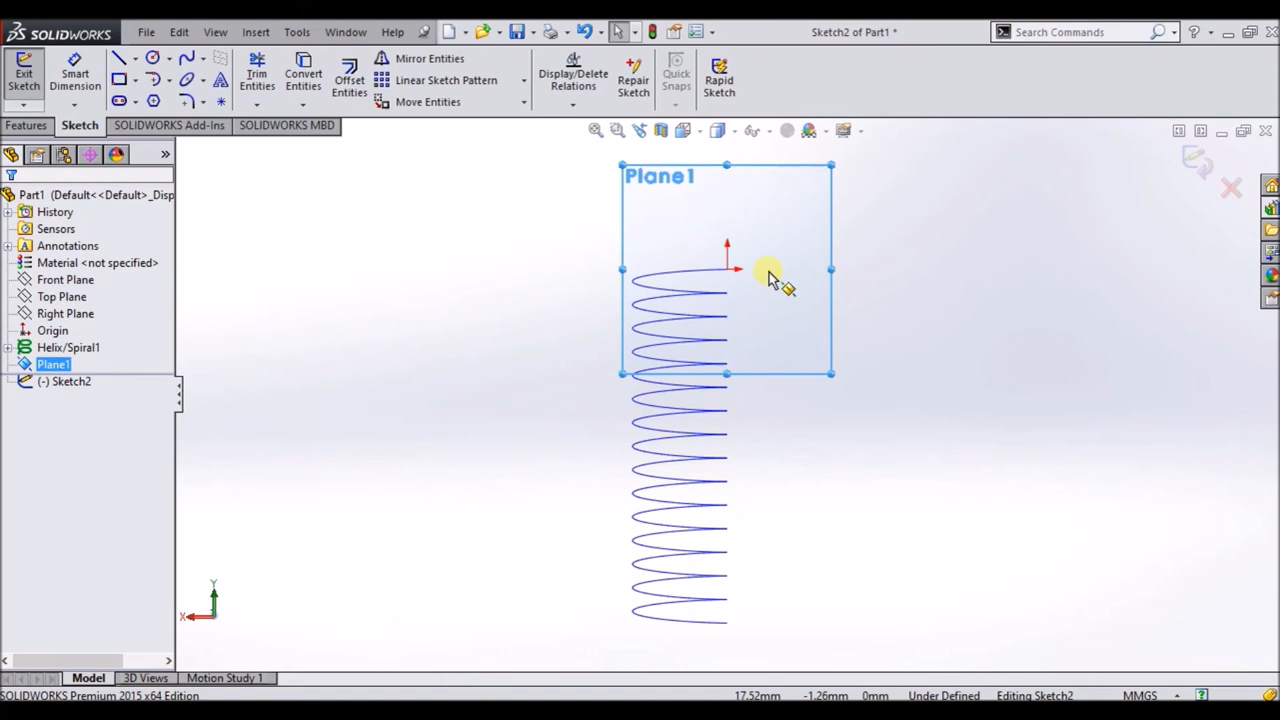 SOLIDWORKS
File Edit View Insert Tools Window Help
Sketch2 of Part1 *
Search Commands
Exit Sketch
Smart Dimension
Trim Entities
Convert Entities
Offset Entities
Mirror Entities
Linear Sketch Pattern
Move Entities
Display/Delete Relations
Repair Sketch
Quick Snaps
Rapid Sketch
Features Sketch SOLIDWORKS Add-Ins SOLIDWORKS MBD
Part1 (Default<<Default>_Disp
History
Sensors
Annotations
Material <not specified>
Front Plane
Top Plane
Right Plane
Origin
Helix/Spiral1
Plane1
(-) Sketch2
Plane1
Y
X
Model 3D Views Motion Study 1
SOLIDWORKS Premium 2015 x64 Edition
17.52mm -1.26mm 0mm Under Defined Editing Sketch2 MMGS